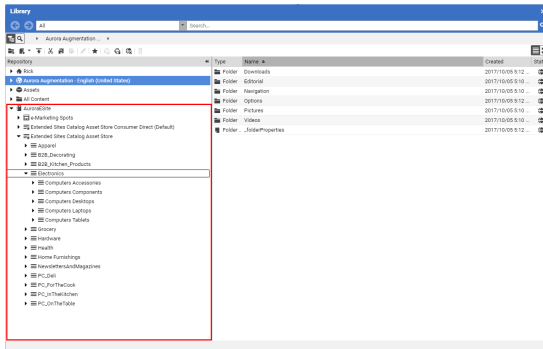 Library
All
Search...
Aurora Augmentation ...
Repository
Type Name Created Stat
Rick
Aurora Augmentation - English (United States)
Assets
All Content
AuroraESite
e-Marketing Spots
Extended Sites Catalog Asset Store Consumer Direct (Default)
Extended Sites Catalog Asset Store
Apparel
B2B_Decorating
B2B_Kitchen_Products
Electronics
Computers Accessories
Computers Components
Computers Desktops
Computers Laptops
Computers Tablets
Grocery
Hardware
Health
Home Furnishings
NewslettersAndMagazines
PC_Deli
PC_ForTheCook
PC_InTheKitchen
PC_OnTheTable
Folder Downloads 2017/10/05 5:12 ...
Folder Editorial 2017/10/05 5:10 ...
Folder Navigation 2017/10/05 5:10 ...
Folder Options 2017/10/05 5:12 ...
Folder Pictures 2017/10/05 5:10 ...
Folder Videos 2017/10/05 5:10 ...
Folder ... _folderProperties 2017/10/05 5:12 ...